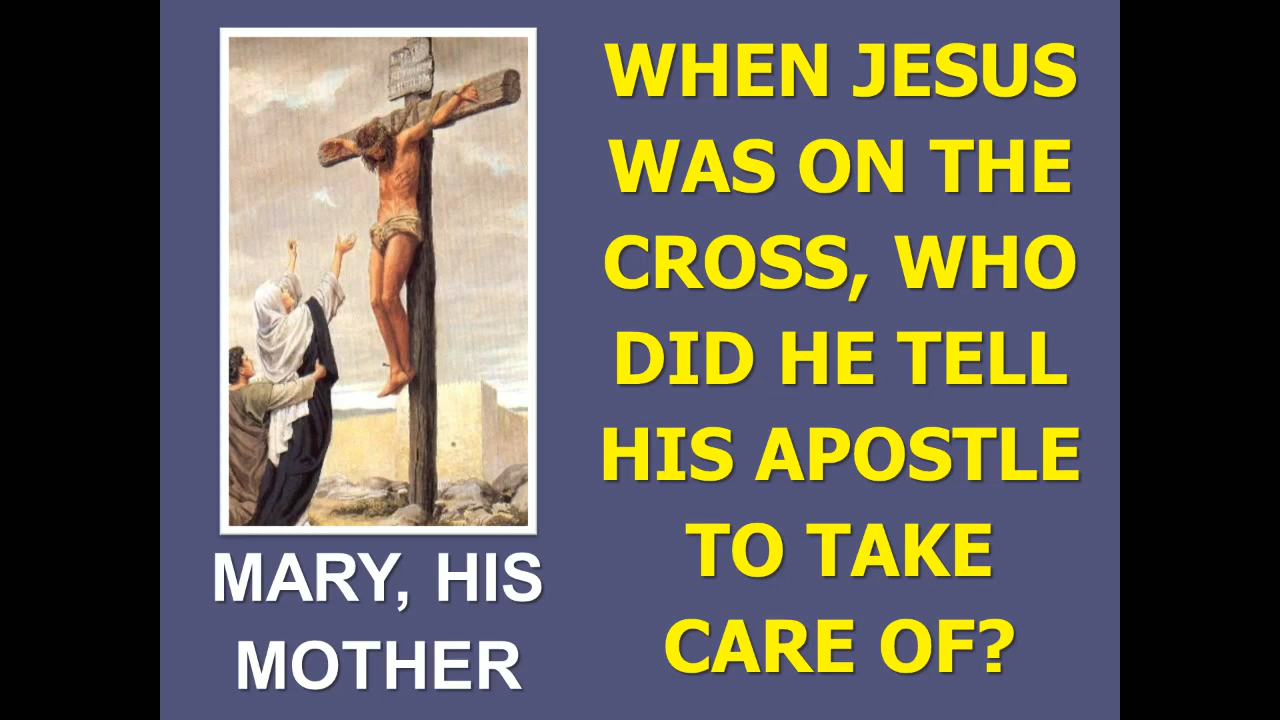 WHEN JESUS
WAS ON THE
CROSS, WHO
DID HE TELL
HIS APOSTLE
TO TAKE
CARE OF?
MARY, HIS
MOTHER